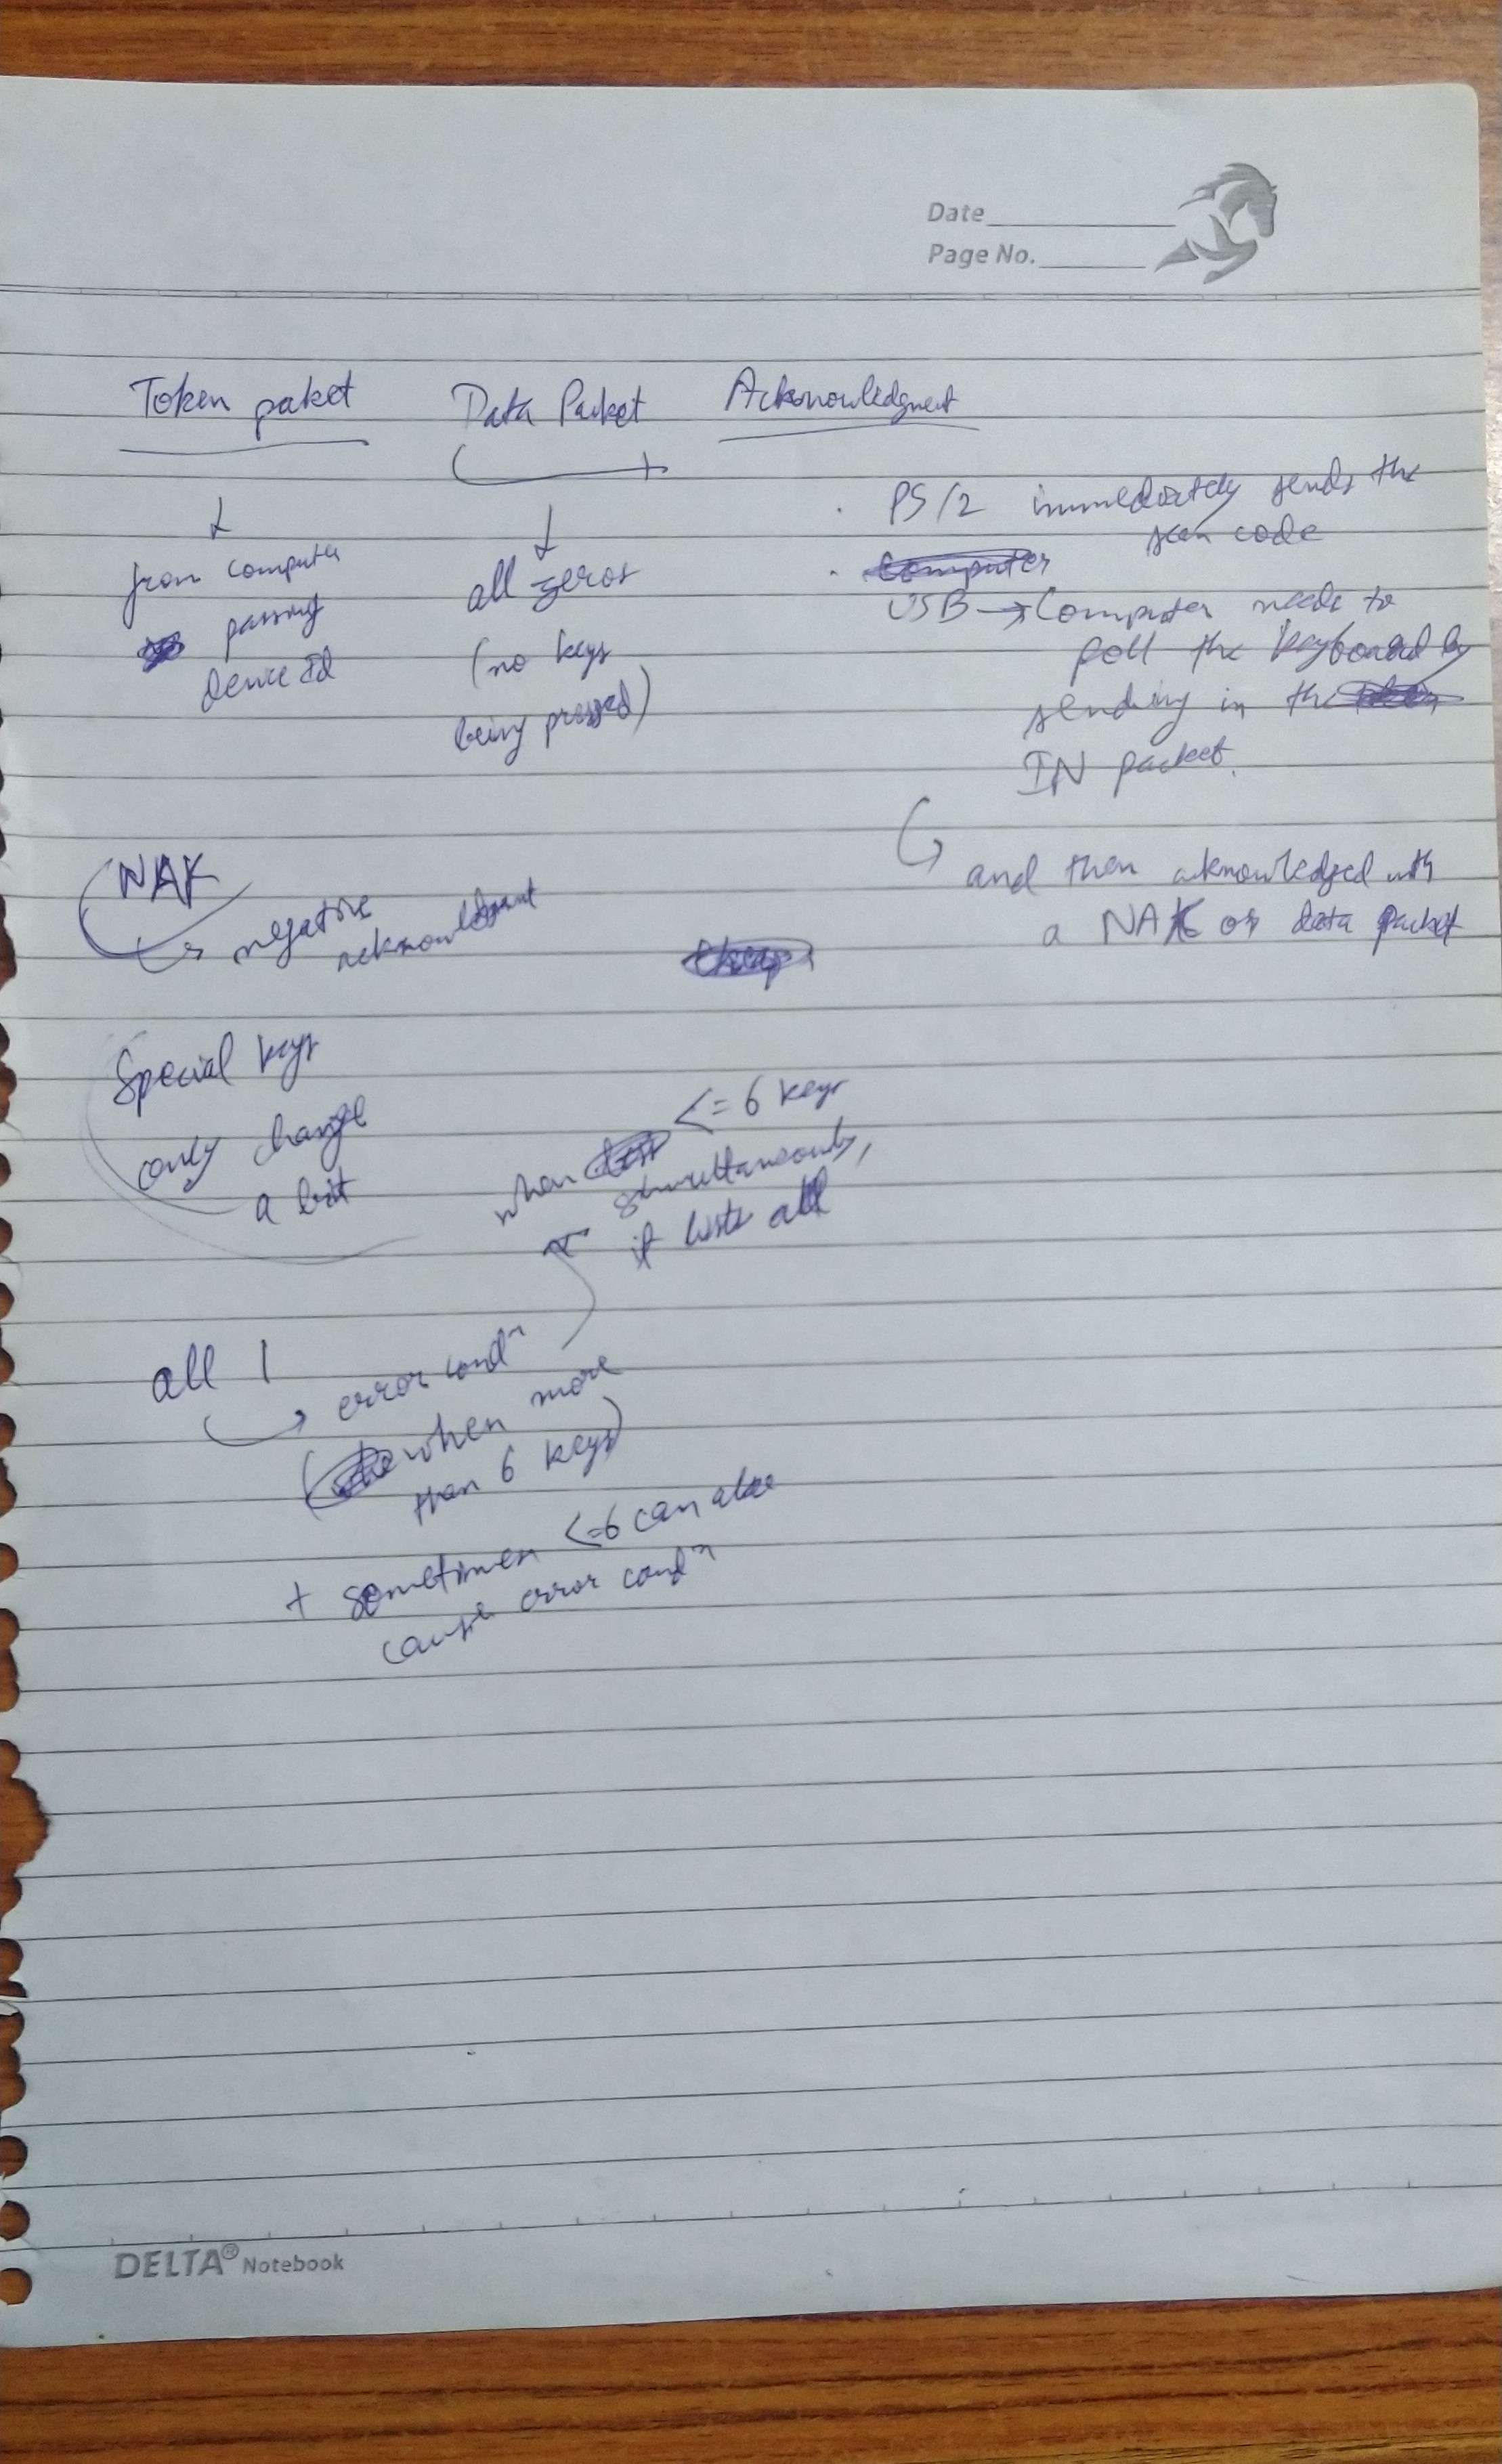 Date
Page No.
Token paket
Data Packet
Acknowledgment
from computer
passing
device Id
all zeros
(no keys
being pressed)
. PS/2 immediately sends the
scan code
. Computer
USB → Computer needs to
poll the keyboard by
sending in the
IN packet.
and then acknowledged with
a NAK or data packet
NAK
negative
acknowledgment
Special keys
only change
a bit
when <= 6 keys
simultaneously,
it lists all
all 1
error condn
(when more
than 6 keys)
+ sometimes <=6 can also
cause error condn
DELTA® Notebook